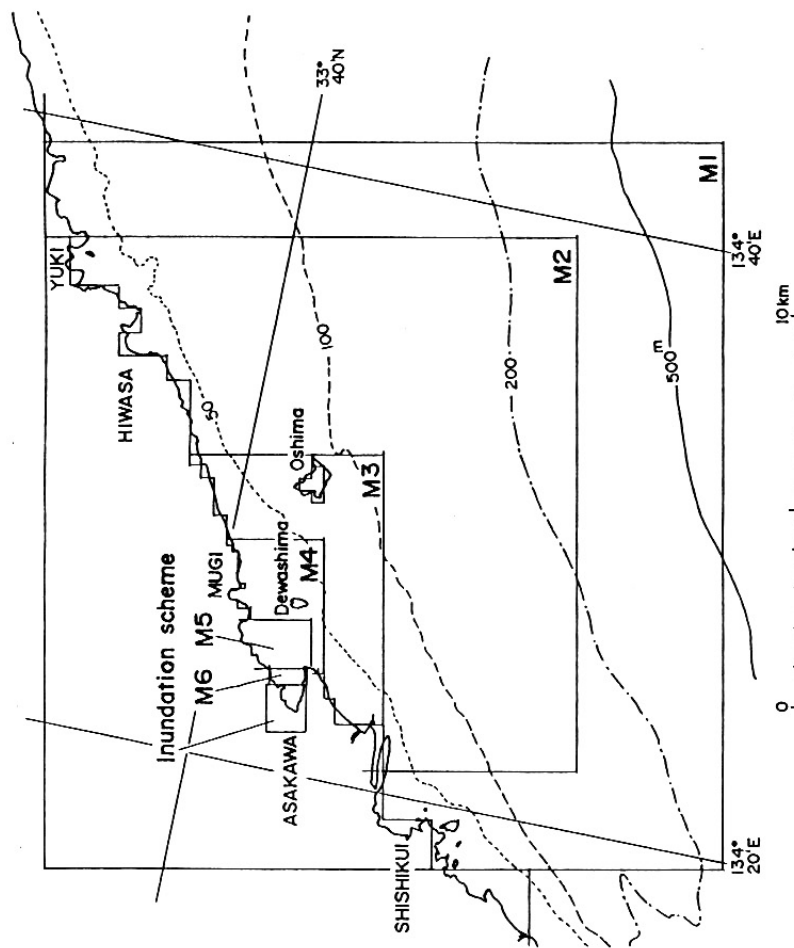 33°
40'N
YUKI
HIWASA
50
100
200
500 m
M1
M2
M3
Oshima
MUGI
Dewashima
M4
Inundation scheme
M5
M6
ASAKAWA
SHISHIKUI
134°
40'E
134°
20'E
0
10km